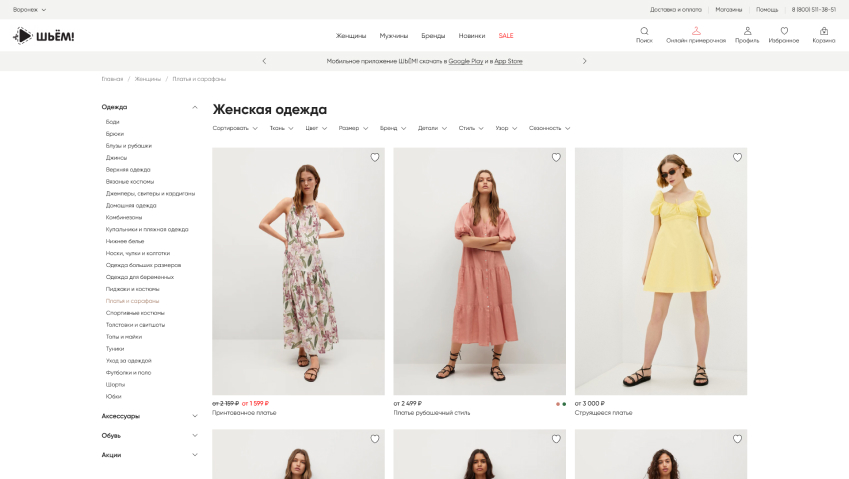 Воронеж
Доставка и оплата
Магазины
Помощь
8 (800) 511-38-51
ШЬЁМ!
Женщины
Мужчины
Бренды
Новинки
SALE
Поиск
Онлайн примерочная
Профиль
Избранное
Корзина
Мобильное приложение ШЬЁМ! скачать в Google Play и в App Store
Главная / Женщины / Платья и сарафаны
Одежда
Боди
Брюки
Блузы и рубашки
Джинсы
Верхняя одежда
Вязаные костюмы
Джемперы, свитеры и кардиганы
Домашняя одежда
Комбинезоны
Купальники и пляжная одежда
Нижнее белье
Носки, чулки и колготки
Одежда больших размеров
Одежда для беременных
Пиджаки и костюмы
Платья и сарафаны
Спортивные костюмы
Толстовки и свитшоты
Топы и майки
Туники
Уход за одеждой
Футболки и поло
Шорты
Юбки
Аксессуары
Обувь
Акции
Женская одежда
Сортировать
Ткань
Цвет
Размер
Бренд
Детали
Стиль
Узор
Сезонность
от 2 159 ₽ от 1 599 ₽
Принтованное платье
от 2 499 ₽
Платье рубашечный стиль
от 3 000 ₽
Струящееся платье